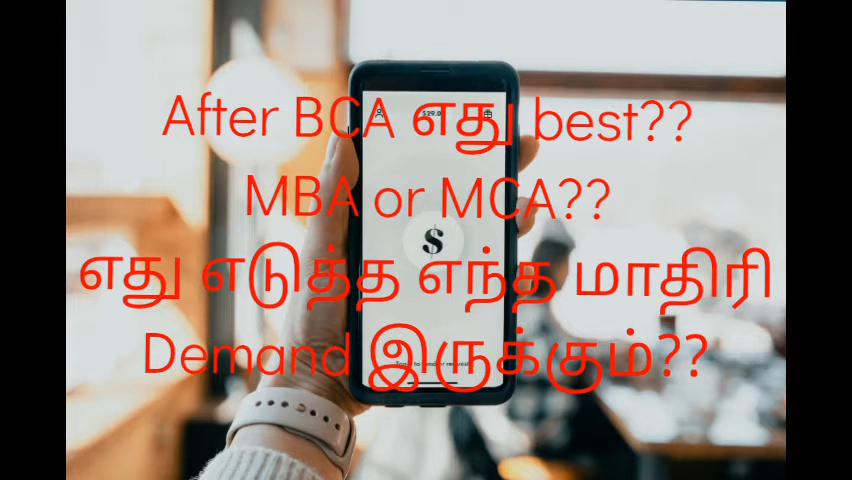 After BCA எது best??
MBA or MCA??
எது எடுத்த எந்த மாதிரி
Demand இருக்கும்??
$